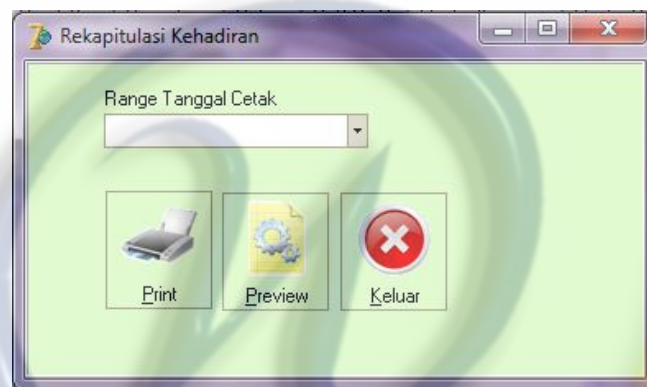 Rekapitulasi Kehadiran
Range Tanggal Cetak
Print
Preview
Keluar